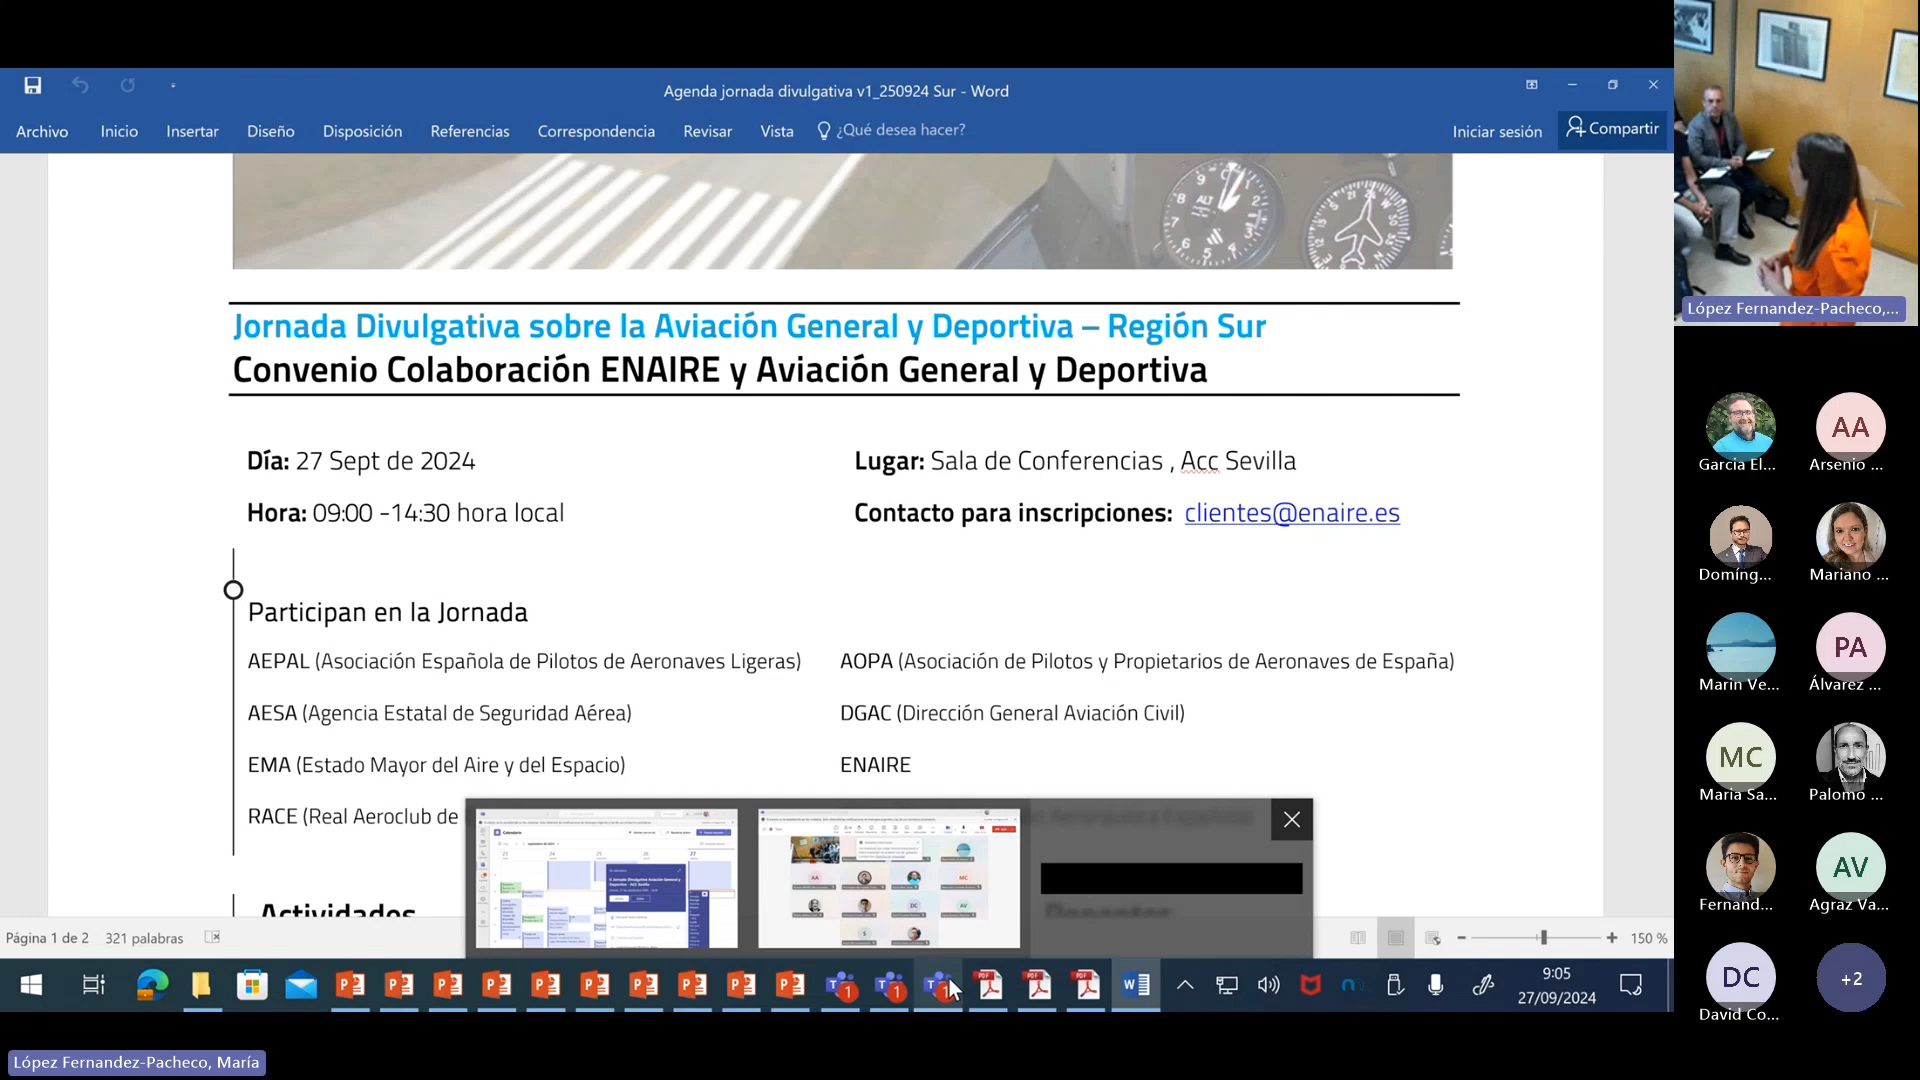 Agenda jornada divulgativa v1_250924 Sur - Word
Archivo Inicio Insertar Diseño Disposición Referencias Correspondencia Revisar Vista ¿Qué desea hacer? Iniciar sesión Compartir
Jornada Divulgativa sobre la Aviación General y Deportiva – Región Sur
Convenio Colaboración ENAIRE y Aviación General y Deportiva
Día: 27 Sept de 2024
Lugar: Sala de Conferencias , Acc Sevilla
Hora: 09:00 -14:30 hora local
Contacto para inscripciones: clientes@enaire.es
Participan en la Jornada
AEPAL (Asociación Española de Pilotos de Aeronaves Ligeras)
AOPA (Asociación de Pilotos y Propietarios de Aeronaves de España)
AESA (Agencia Estatal de Seguridad Aérea)
DGAC (Dirección General Aviación Civil)
EMA (Estado Mayor del Aire y del Espacio)
ENAIRE
RACE (Real Aeroclub de
Actividades
Página 1 de 2 321 palabras
150 %
9:05
27/09/2024
López Fernandez-Pacheco, María
López Fernandez-Pacheco,...
Garcia El...
AA
Arsenio ...
Domíng...
Mariano ...
Marin Ve...
PA
Álvarez ...
MC
Maria Sa...
Palomo ...
Fernand...
AV
Agraz Va...
DC
David Co...
+2